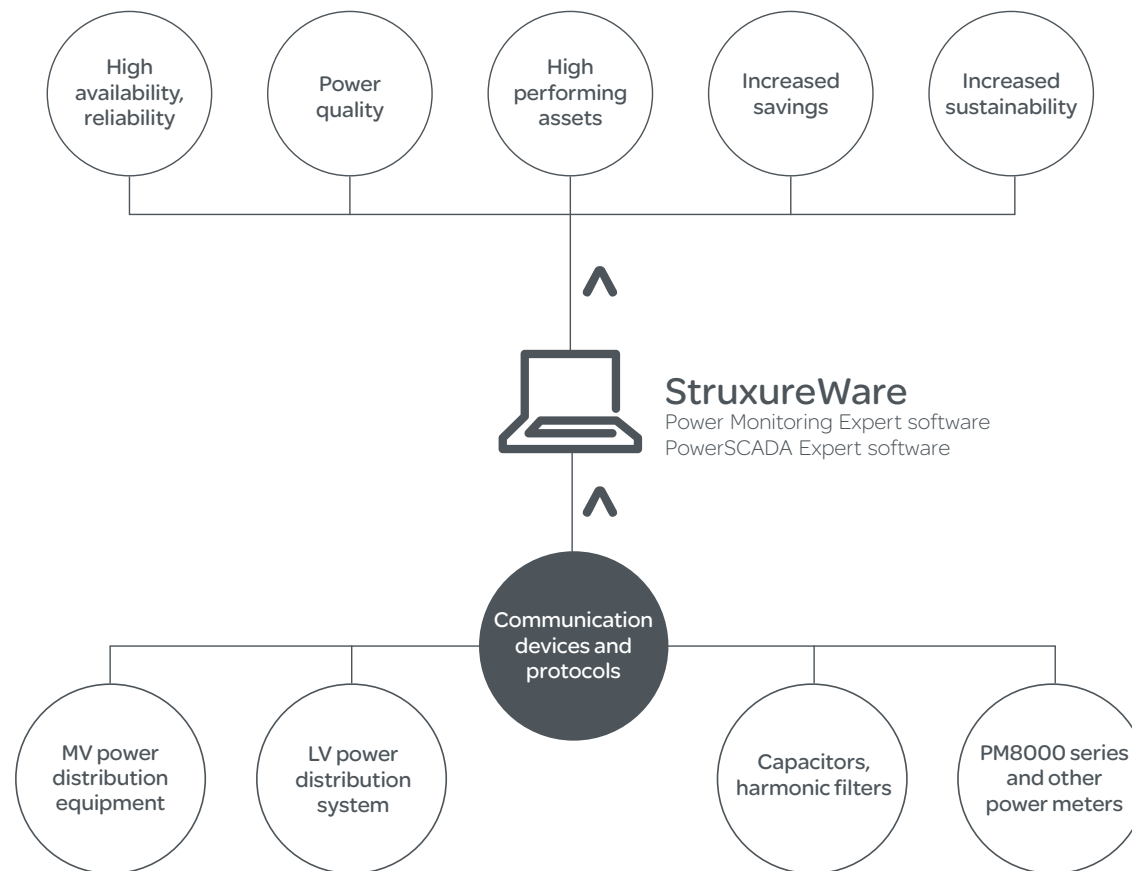 High
availability,
reliability
Power
quality
High
performing
assets
Increased
savings
Increased
sustainability
StruxureWare
Power Monitoring Expert software
PowerSCADA Expert software
Communication
devices and
protocols
MV power
distribution
equipment
LV power
distribution
system
Capacitors,
harmonic filters
PM8000 series
and other
power meters